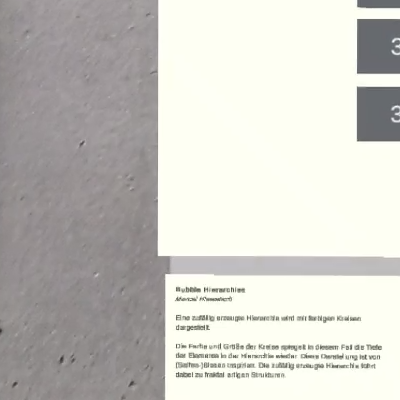 3
3
Bubble Hierarchies
Marcel
Eine zufällig erzeugte Hierarchie wird mit farbigen Kreisen
dargestellt.
Die Farbe und Größe der Kreise spiegelt in diesem Fall die Tiefe
der Elemente in der Hierarchie wieder. Diese Darstellung ist von
(Seifen-)blasen inspiriert. Die zufällig erzeugte Hierarchie führt
dabei zu fraktal artigen Strukturen.